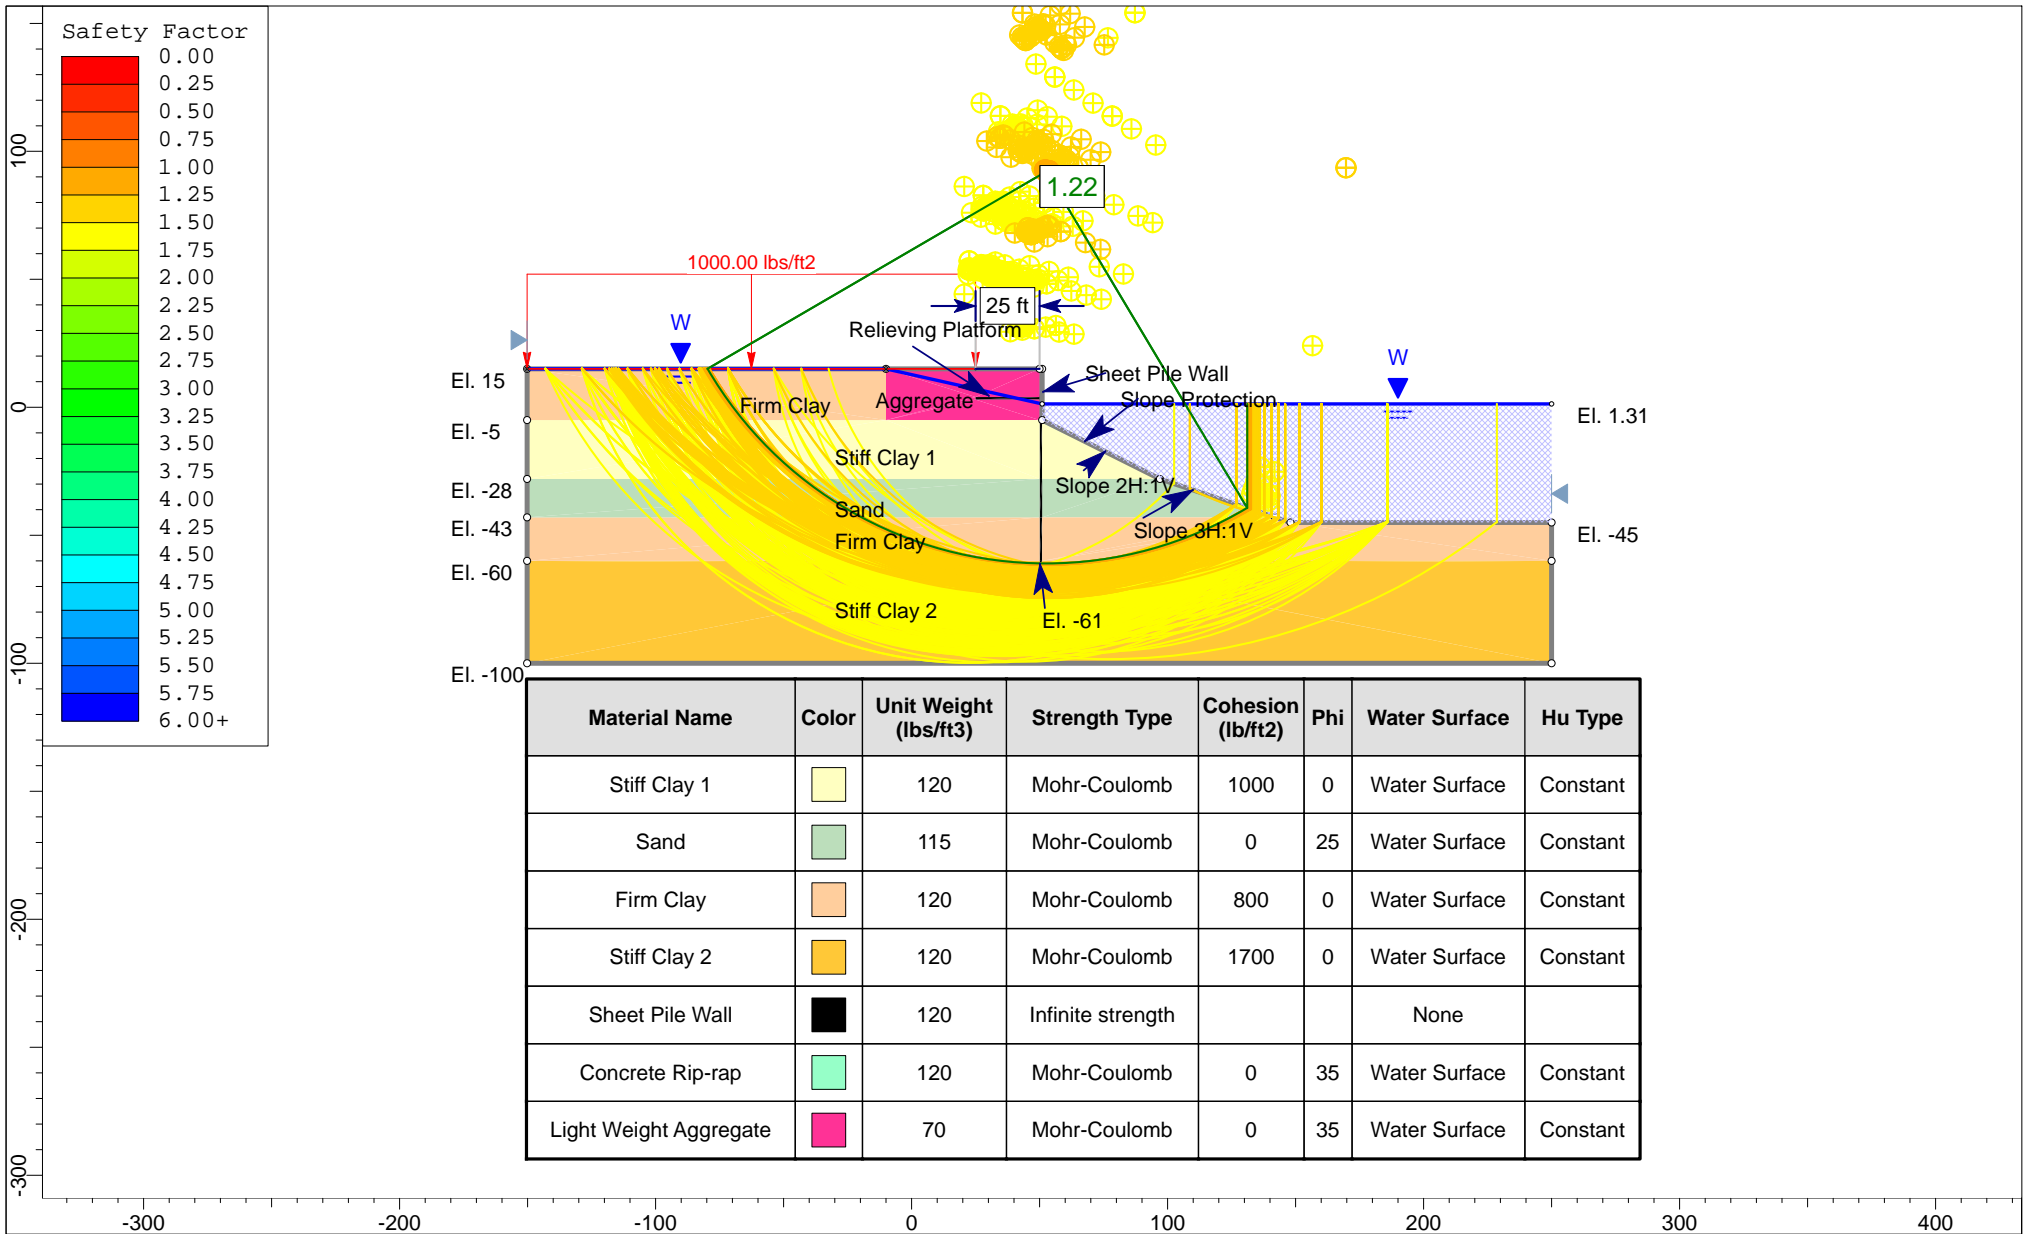 Safety Factor
0.00
0.25
0.50
0.75
1.00
1.25
1.50
1.75
2.00
2.25
2.50
2.75
3.00
3.25
3.50
3.75
4.00
4.25
4.50
4.75
5.00
5.25
5.50
5.75
6.00+
1.22
1000.00 lbs/ft2
25 ft
W
Relieving Platform
W
El. 15
Sheet Pile Wall
Slope Protection
Firm Clay
Aggregate
El. 1.31
El. -5
Stiff Clay 1
El. -28
Slope 2H:1V
Sand
El. -43
Slope 3H:1V
Firm Clay
El. -45
El. -60
Stiff Clay 2
El. -61
El. -100
Material Name Color Unit Weight (lbs/ft3) Strength Type Cohesion (lb/ft2) Phi Water Surface Hu Type
Stiff Clay 1 120 Mohr-Coulomb 1000 0 Water Surface Constant
Sand 115 Mohr-Coulomb 0 25 Water Surface Constant
Firm Clay 120 Mohr-Coulomb 800 0 Water Surface Constant
Stiff Clay 2 120 Mohr-Coulomb 1700 0 Water Surface Constant
Sheet Pile Wall 120 Infinite strength None
Concrete Rip-rap 120 Mohr-Coulomb 0 35 Water Surface Constant
Light Weight Aggregate 70 Mohr-Coulomb 0 35 Water Surface Constant
100
0
-100
-200
-300
-300 -200 -100 0 100 200 300 400